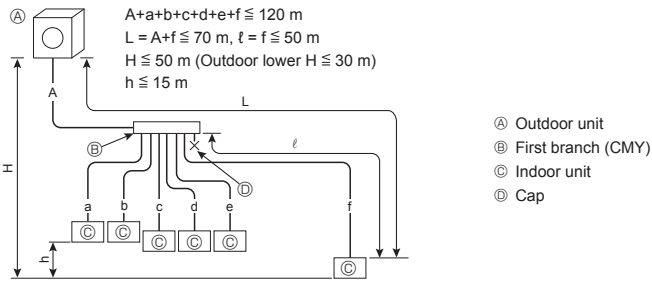 Ⓐ
A+a+b+c+d+e+f ≦ 120 m
L = A+f ≦ 70 m, ℓ = f ≦ 50 m
H ≦ 50 m (Outdoor lower H ≦ 30 m)
h ≦ 15 m
A
L
H
Ⓑ
ℓ
Ⓓ
a b c d e f
Ⓒ Ⓒ Ⓒ Ⓒ Ⓒ
h
Ⓒ
Ⓐ Outdoor unit
Ⓑ First branch (CMY)
Ⓒ Indoor unit
Ⓓ Cap